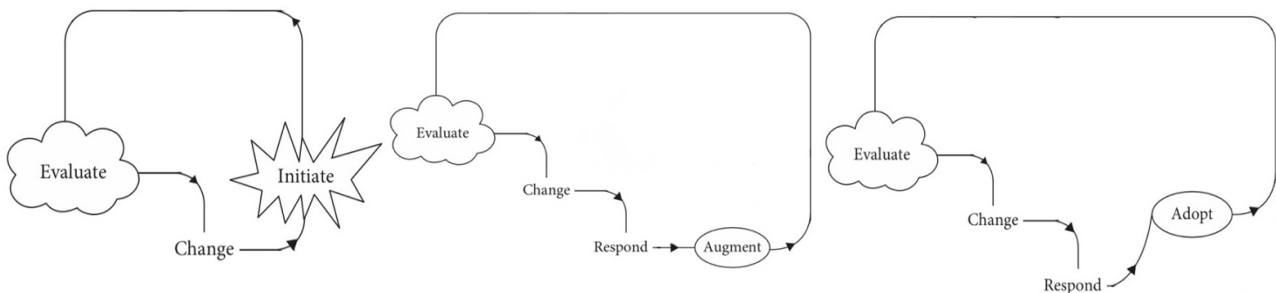 Evaluate
Change
Initiate
Evaluate
Change
Respond
Augment
Evaluate
Change
Respond
Adopt